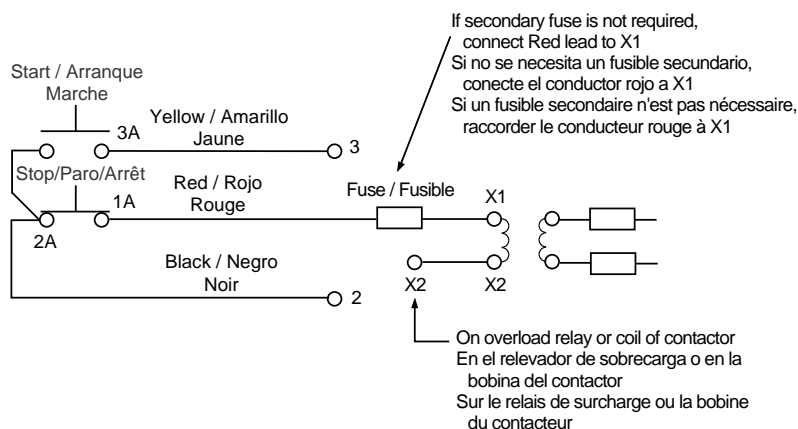 If secondary fuse is not required,
connect Red lead to X1
Si no se necesita un fusible secundario,
conecte el conductor rojo a X1
Si un fusible secondaire n'est pas nécessaire,
raccorder le conducteur rouge à X1
Start / Arranque
Marche
3A
Yellow / Amarillo
Jaune
3
Stop/Paro/Arrêt
1A
2A
Red / Rojo
Rouge
Fuse / Fusible
X1
Black / Negro
Noir
2
X2
X2
On overload relay or coil of contactor
En el relevador de sobrecarga o en la
bobina del contactor
Sur le relais de surcharge ou la bobine
du contacteur